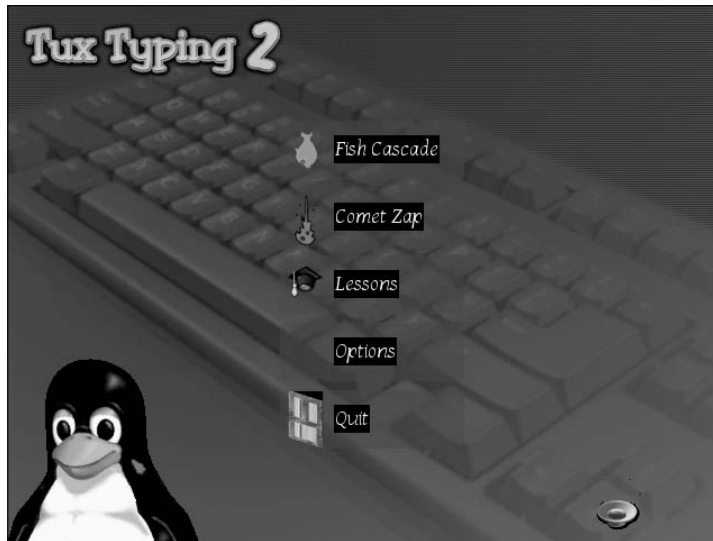 Tux Typing 2
Fish Cascade
Comet Zap
Lessons
Options
Quit